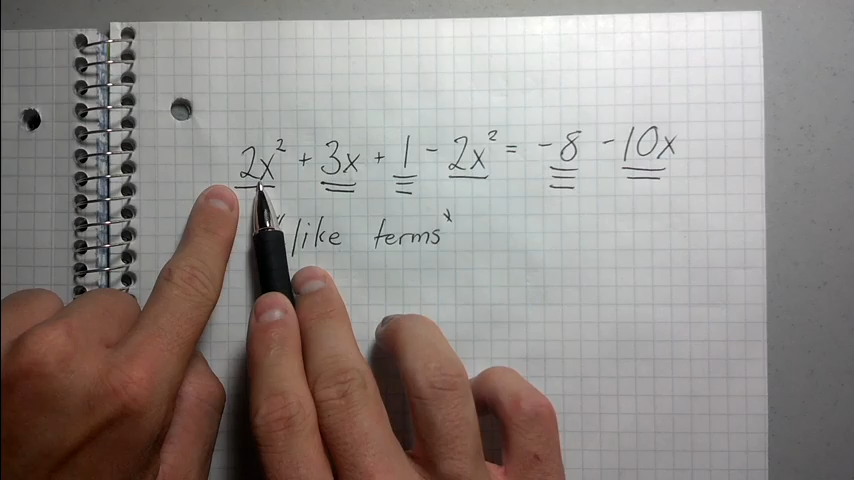 2x² + 3x + 1 - 2x² = -8 - 10x
"like terms"